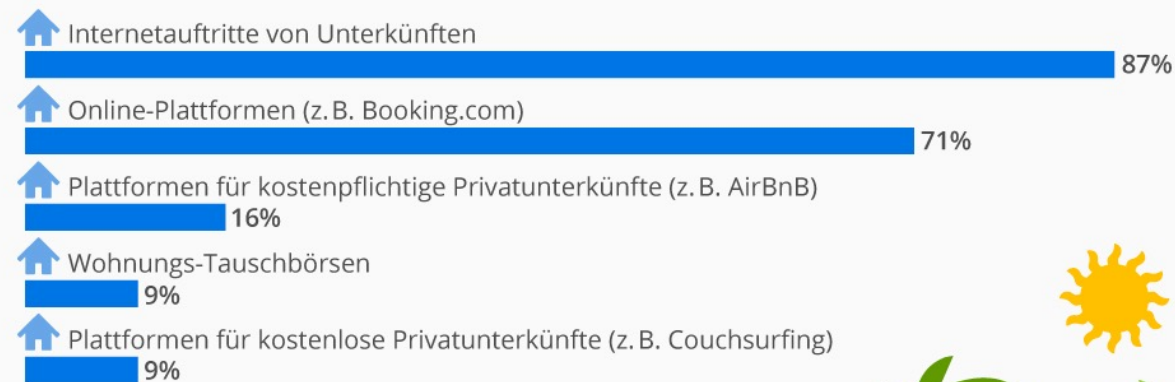 Internetauftritte von Unterkünften
87%
Online-Plattformen (z. B. Booking.com)
71%
Plattformen für kostenpflichtige Privatunterkünfte (z. B. AirBnB)
16%
Wohnungs-Tauschbörsen
9%
Plattformen für kostenlose Privatunterkünfte (z. B. Couchsurfing)
9%